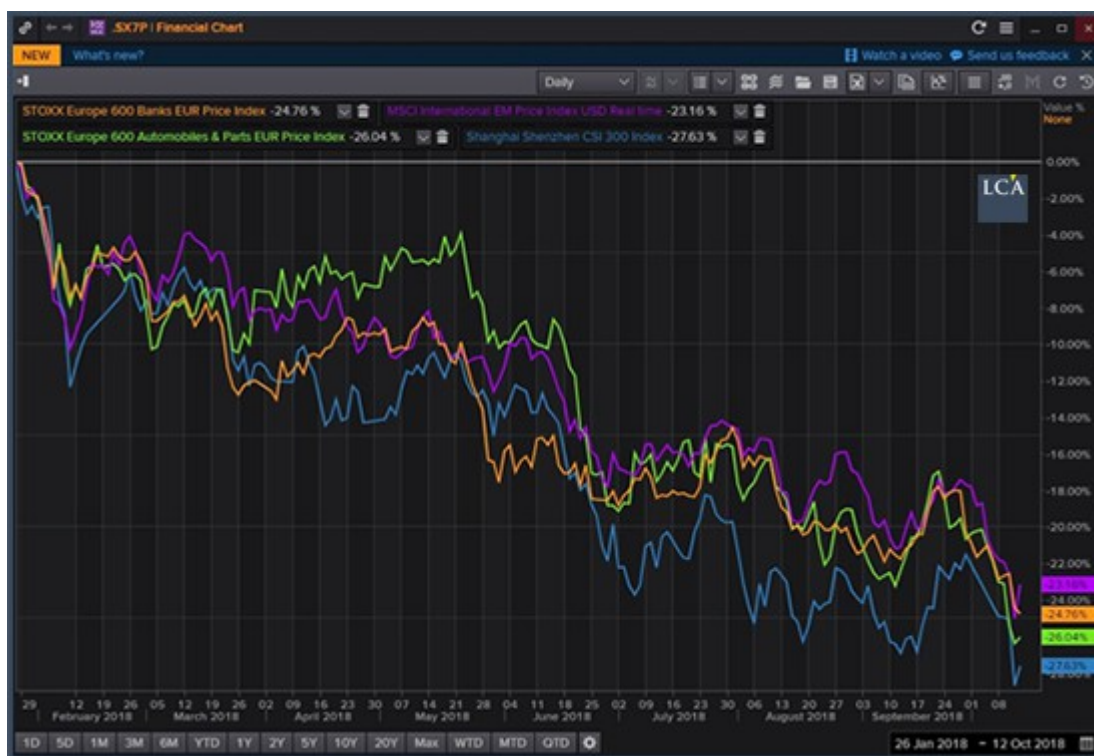 .SX7P | Financial Chart
NEW What's new? Watch a video Send us feedback
Daily
STOXX Europe 600 Banks EUR Price Index -24.76 % MSCI International EM Price Index USD Real time -23.16 %
STOXX Europe 600 Automobiles & Parts EUR Price Index -26.04 % Shanghai Shenzhen CSI 300 Index -27.63 %
Value %
None
0.00%
LCA
-2.00%
-4.00%
-6.00%
-8.00%
-10.00%
-12.00%
-14.00%
-16.00%
-18.00%
-20.00%
-22.00%
-23.16%
-24.00%
-24.76%
-26.04%
-27.63%
29 12 19 26 05 12 19 26 02 09 16 23 30 07 14 21 28 04 11 18 25 02 09 16 23 30 06 13 20 27 03 10 17 24 01 08
February 2018 March 2018 April 2018 May 2018 June 2018 July 2018 August 2018 September 2018
1D 5D 1M 3M 6M YTD 1Y 2Y 5Y 10Y 20Y Max WTD MTD QTD 26 Jan 2018 - 12 Oct 2018